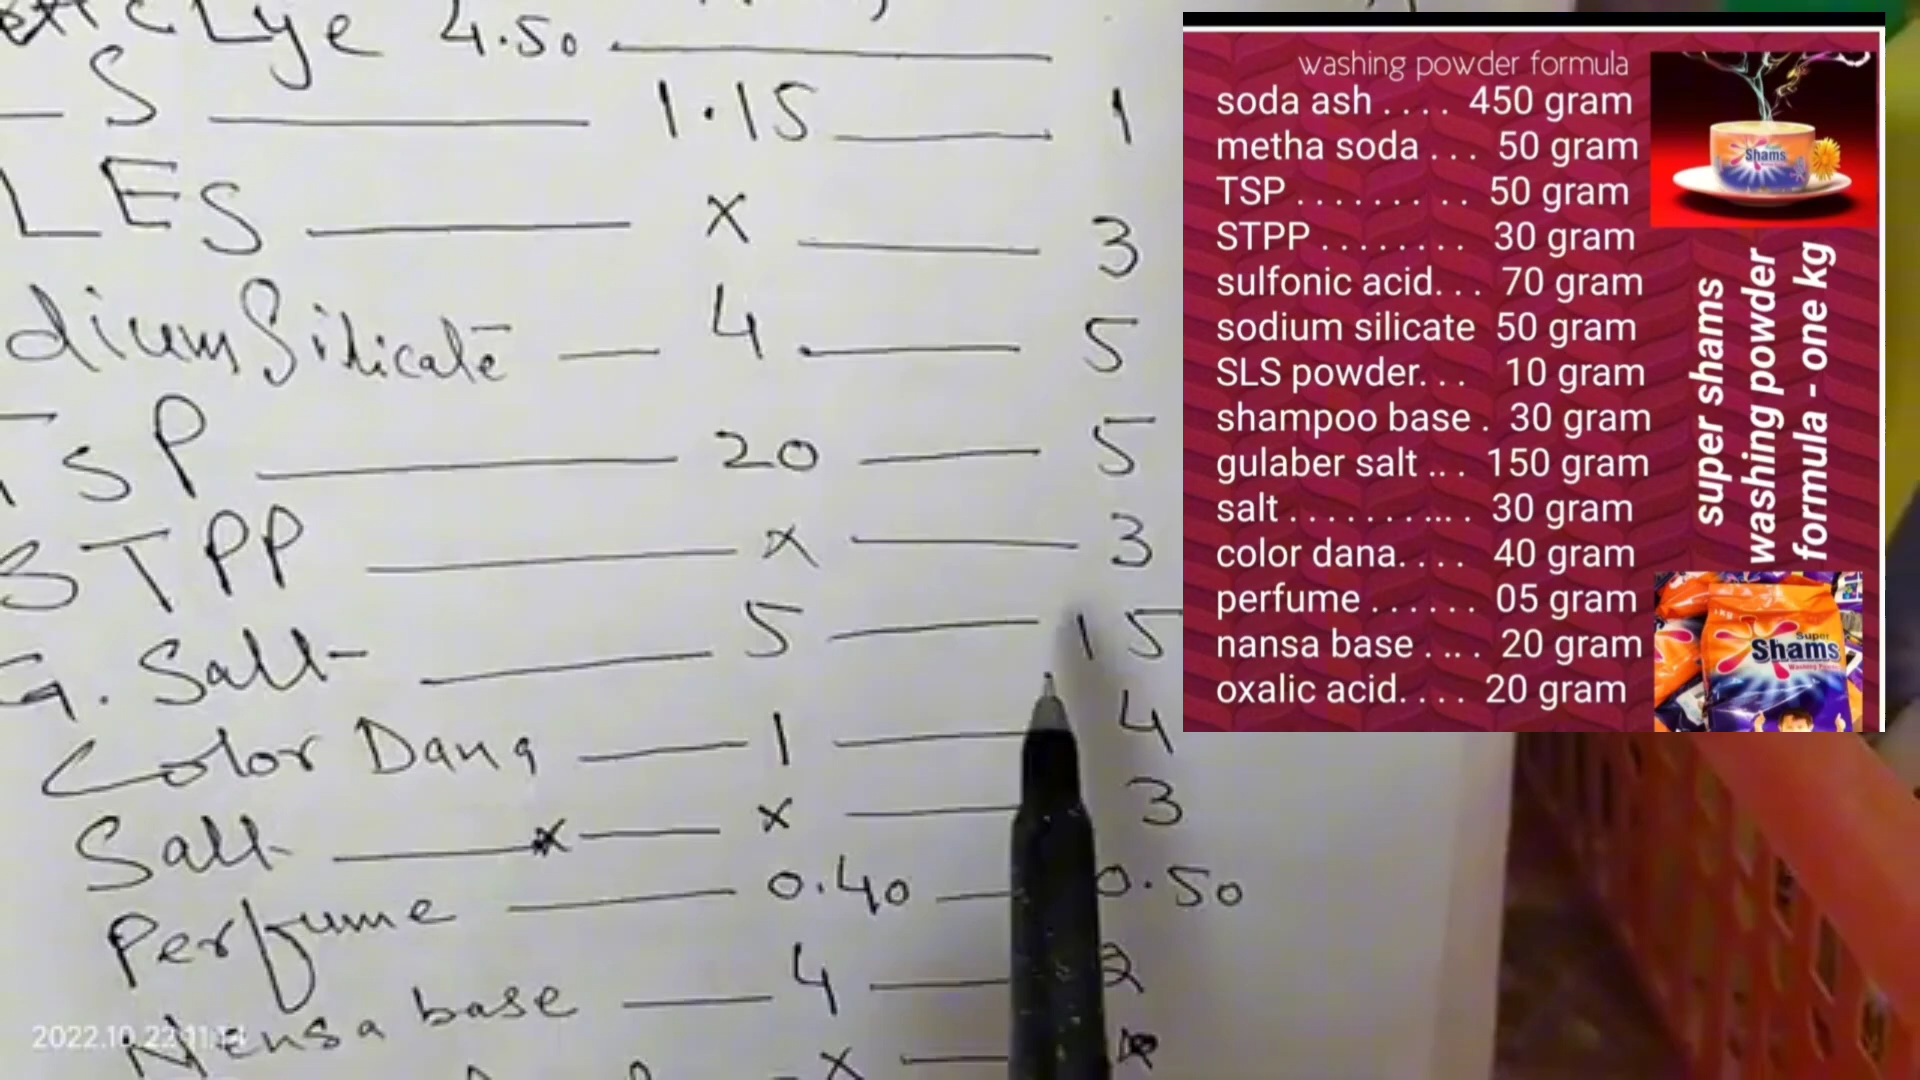 Lye 4.50
S 1.15 1
LES x 3
dium Silicate 4 5
TSP 20 5
STPP x 3
G. Salt 5 15
Color Dana 1 4
Salt x x 3
Perfume 0.40 0.50
Nensa base 4 2
x
2022.10.22 11:14
washing powder formula
soda ash . . . . 450 gram
metha soda . . . 50 gram
TSP . . . . . . . . . 50 gram
STPP . . . . . . . . 30 gram
sulfonic acid. . . 70 gram
sodium silicate 50 gram
SLS powder. . . 10 gram
shampoo base . 30 gram
gulaber salt .. . 150 gram
salt . . . . . . . ... . 30 gram
color dana. . . . 40 gram
perfume . . . . . . 05 gram
nansa base . .. . 20 gram
oxalic acid. . . . 20 gram
super shams
washing powder
formula - one kg
Shams
Super
Shams